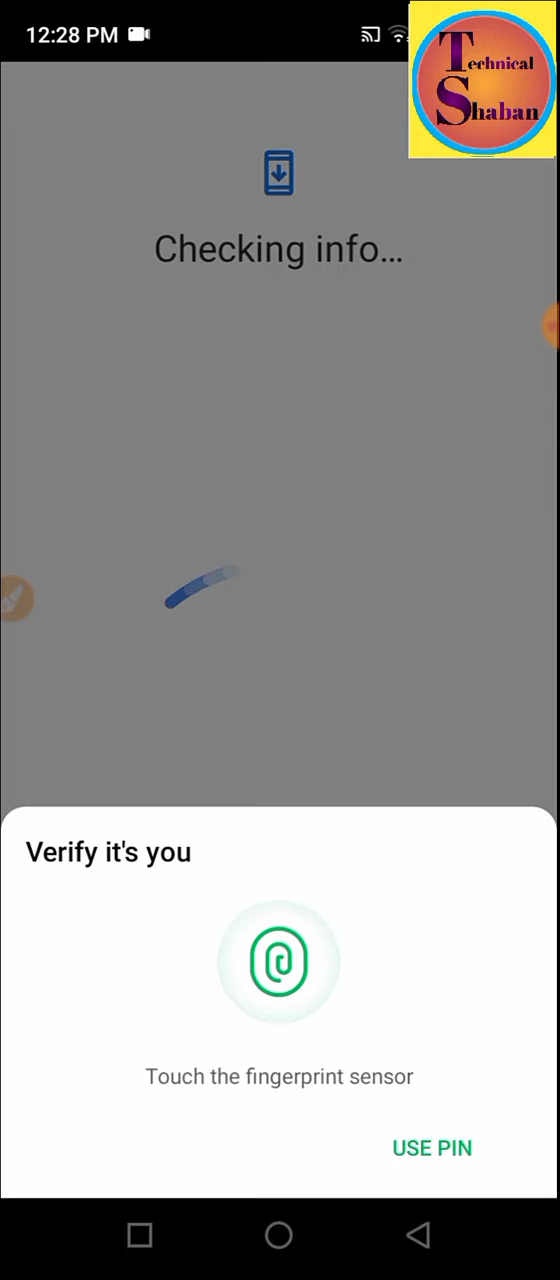 12:28 PM
Technical
Shaban
Checking info...
Verify it's you
Touch the fingerprint sensor
USE PIN